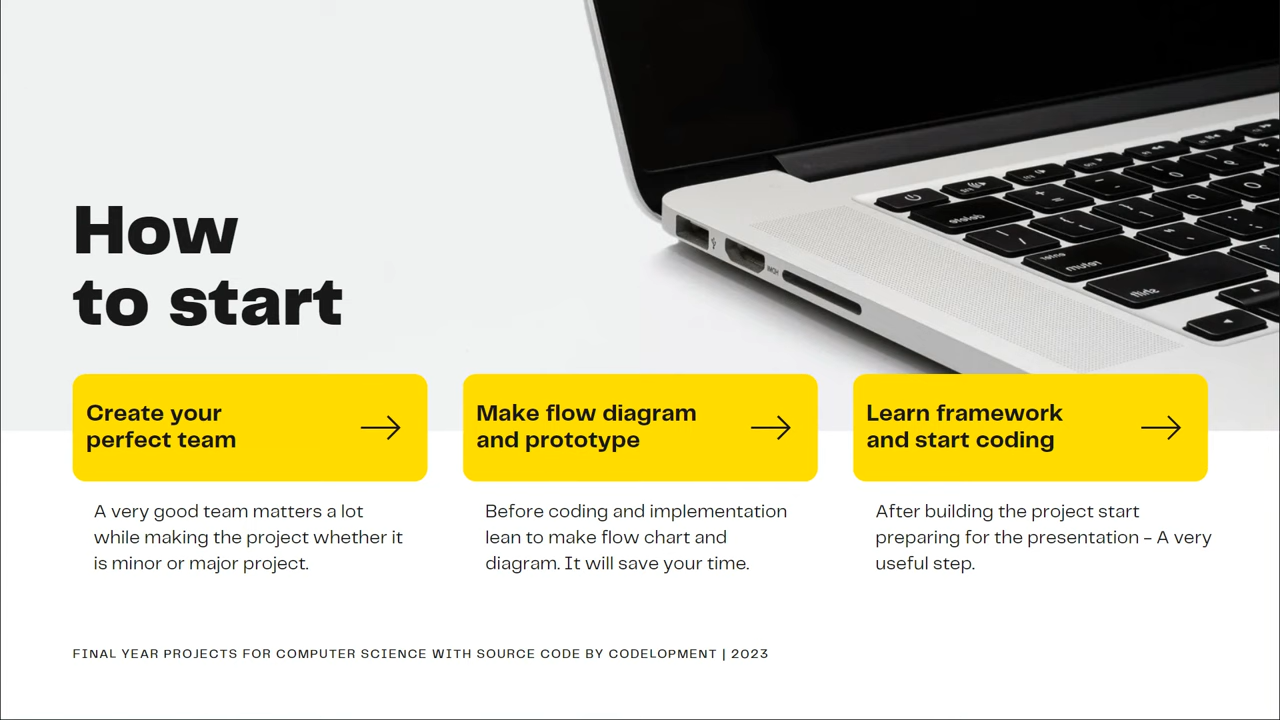 How
to start
Create your
perfect team
Make flow diagram
and prototype
Learn framework
and start coding
A very good team matters a lot
while making the project whether it
is minor or major project.
Before coding and implementation
lean to make flow chart and
diagram. It will save your time.
After building the project start
preparing for the presentation – A very
useful step.
FINAL YEAR PROJECTS FOR COMPUTER SCIENCE WITH SOURCE CODE BY CODELOPMENT | 2023